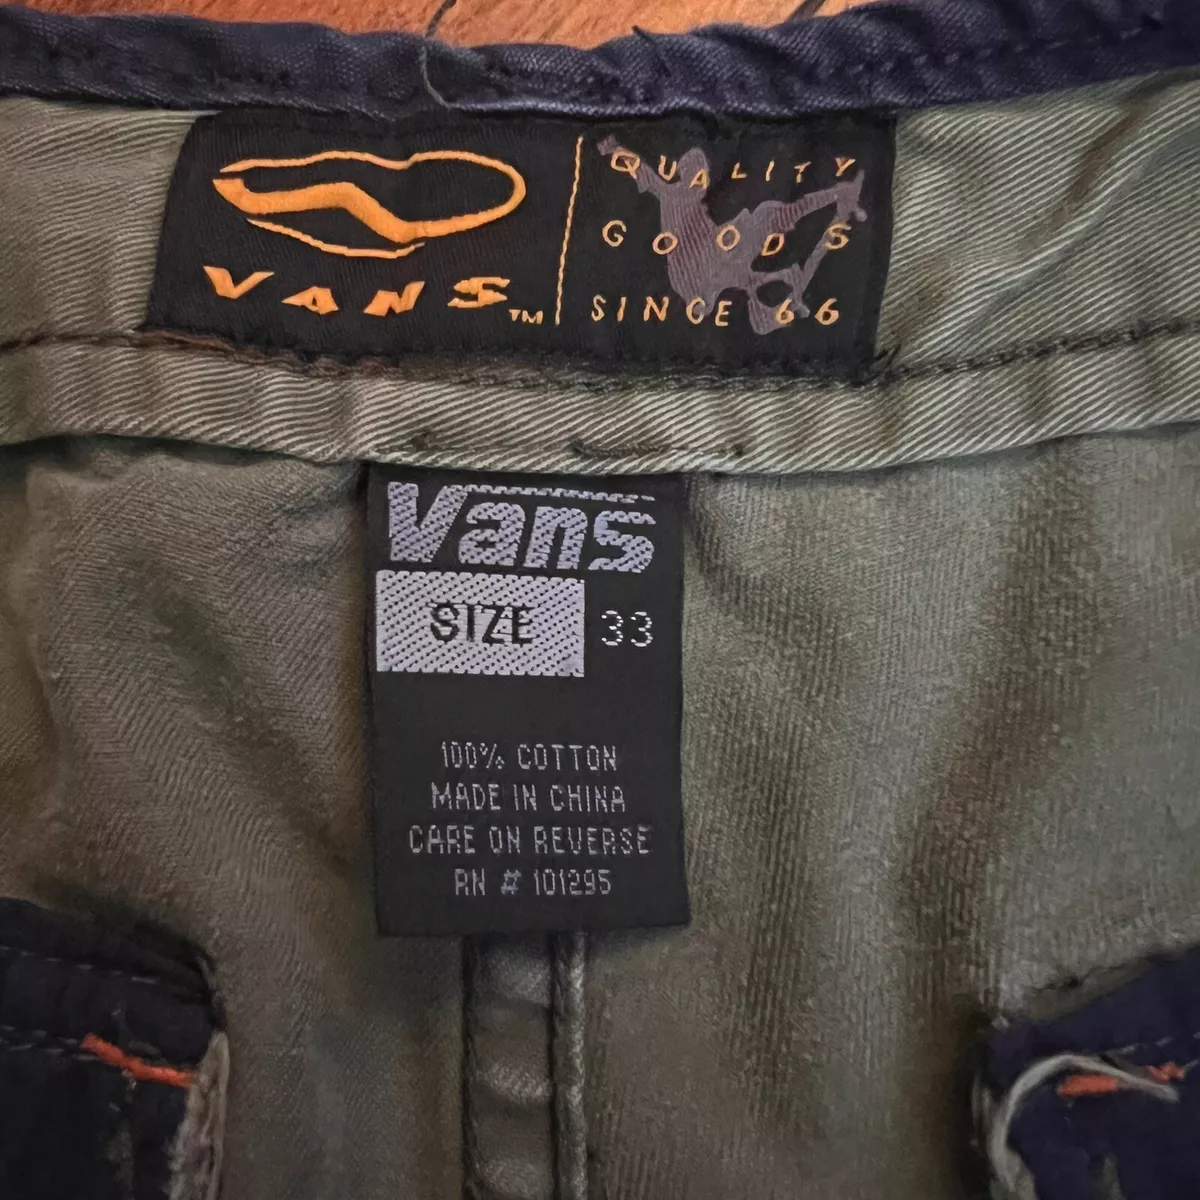 VANS™
QUALITY
GOODS
SINCE 66
Vans
SIZE 33
100% COTTON
MADE IN CHINA
CARE ON REVERSE
RN # 101295